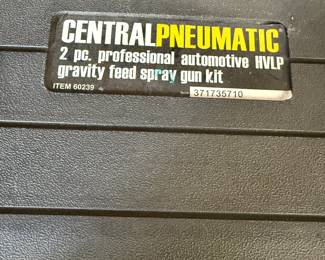 CENTRALPNEUMATIC
2 pc. professional automotive HVLP
gravity feed spray gun kit
ITEM 60239
371735710